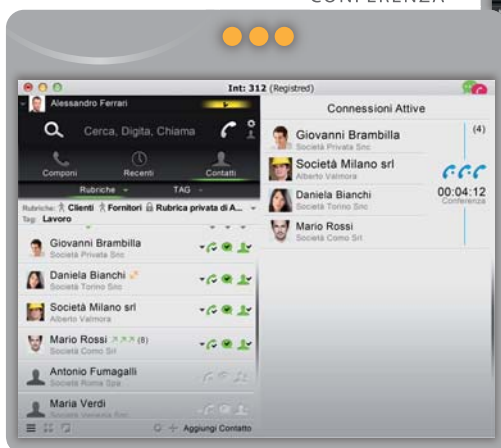 CONFERENZA
Int: 312 (Registred)
Alessandro Ferrari
Cerca, Digita, Chiama
Componi Recenti Contatti
Rubriche TAG
Rubriche: Clienti Fornitori Rubrica privata di A...
Tag: Lavoro
Giovanni Brambilla
Società Privata Snc
Daniela Bianchi
Società Torino Snc
Società Milano srl
Alberto Valmora
Mario Rossi (8)
Società Como Srl
Antonio Fumagalli
Società Roma Spa
Maria Verdi
Aggiungi Contatto
Connessioni Attive
Giovanni Brambilla (4)
Società Privata Snc
Società Milano srl
Alberto Valmora
Daniela Bianchi 00:04:12
Società Torino Snc Conferenza
Mario Rossi
Società Como Srl